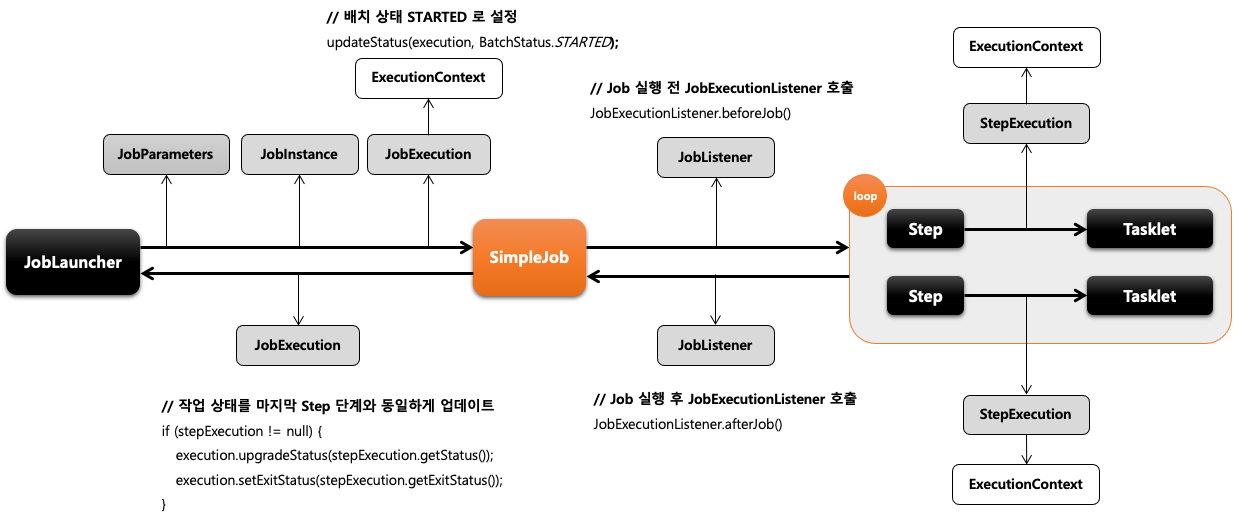 // 배치 상태 STARTED 로 설정
updateStatus(execution, BatchStatus.STARTED);
ExecutionContext
JobParameters
JobInstance
JobExecution
// Job 실행 전 JobExecutionListener 호출
JobExecutionListener.beforeJob()
JobListener
ExecutionContext
StepExecution
loop
JobLauncher
SimpleJob
Step
Tasklet
Step
Tasklet
JobExecution
JobListener
// 작업 상태를 마지막 Step 단계와 동일하게 업데이트
if (stepExecution != null) {
execution.upgradeStatus(stepExecution.getStatus());
execution.setExitStatus(stepExecution.getExitStatus());
}
// Job 실행 후 JobExecutionListener 호출
JobExecutionListener.afterJob()
StepExecution
ExecutionContext